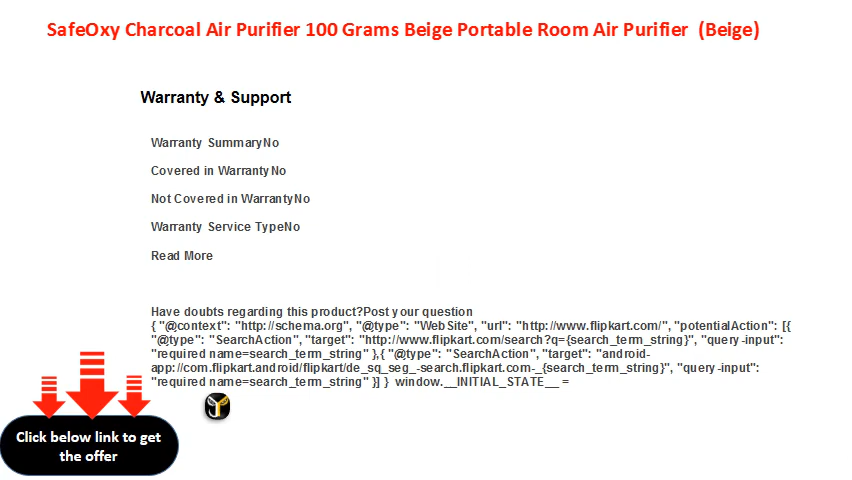 SafeOxy Charcoal Air Purifier 100 Grams Beige Portable Room Air Purifier  (Beige)
Warranty & Support
Warranty SummaryNo
Covered in WarrantyNo
Not Covered in WarrantyNo
Warranty Service TypeNo
Read More
Have doubts regarding this product?Post your question
{ "@context": "http://schema.org", "@type": "WebSite", "url": "http://www.flipkart.com/", "potentialAction": [{
"@type": "SearchAction", "target": "http://www.flipkart.com/search?q={search_term_string}", "query-input":
"required name=search_term_string" },{ "@type": "SearchAction", "target": "android-
app://com.flipkart.android/flipkart/de_sq_seg_-search.flipkart.com-_{search_term_string}", "query-input":
"required name=search_term_string" }] }  window.__INITIAL_STATE__ =
Click below link to get
the offer